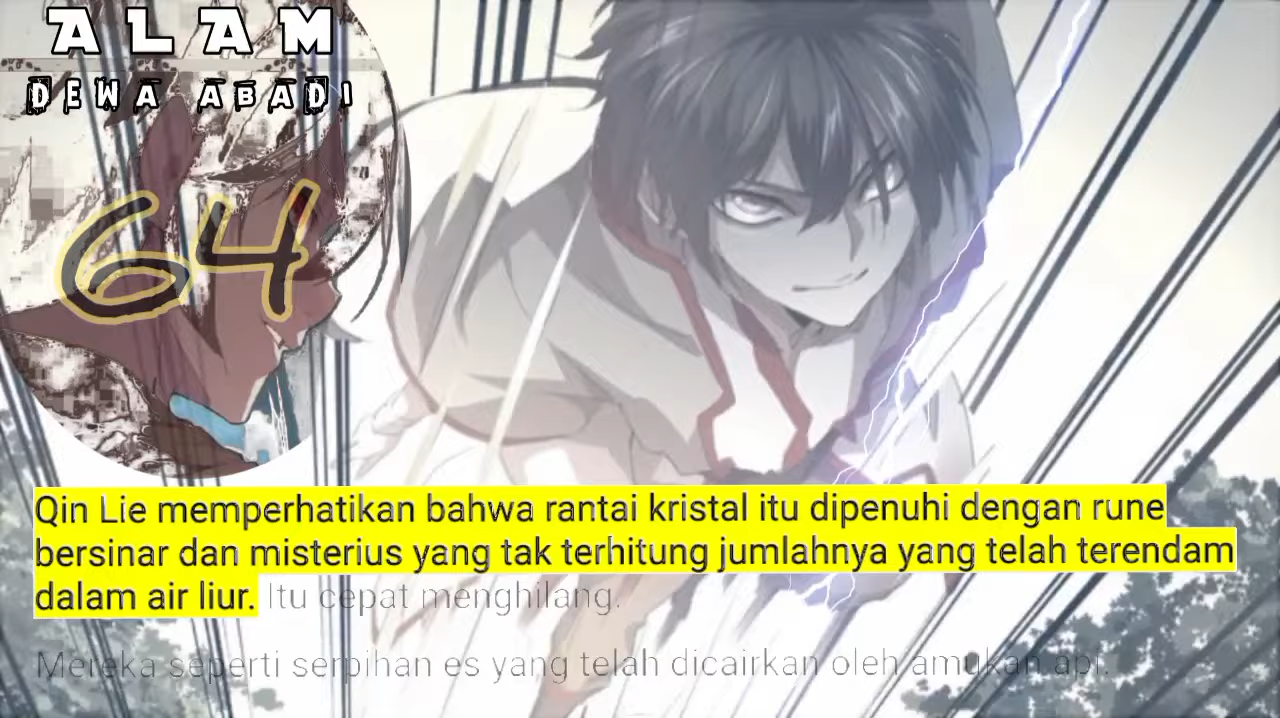 ALAM
DEWA ABADI
64
Qin Lie memperhatikan bahwa rantai kristal itu dipenuhi dengan rune
bersinar dan misterius yang tak terhitung jumlahnya yang telah terendam
dalam air liur. Itu cepat menghilang.
Mereka seperti serpihan es yang telah dicairkan oleh amukan api.